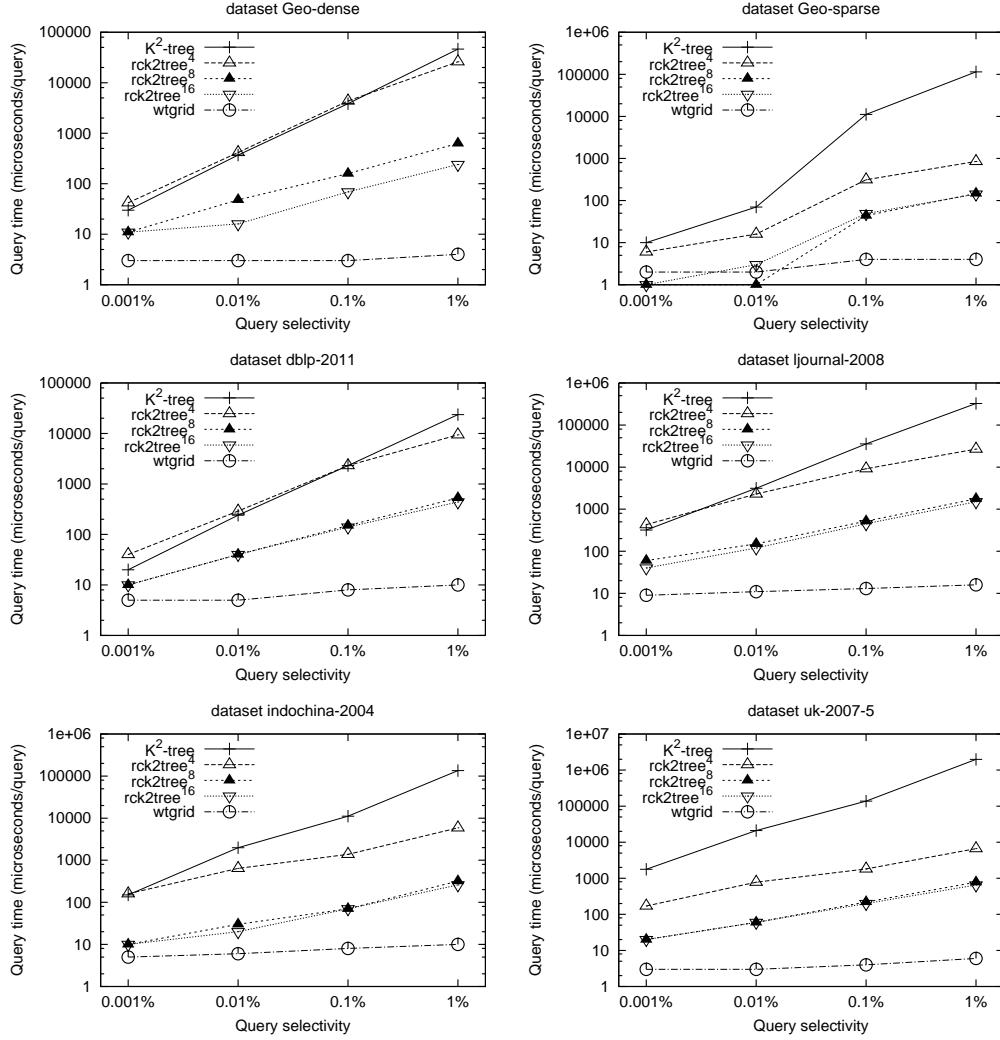 dataset Geo-dense
Query time (microseconds/query)
100000
10000
1000
100
10
1
0.001% 0.01% 0.1% 1%
Query selectivity
K²-tree
rck2tree⁴
rck2tree⁸
rck2tree¹⁶
wtgrid
dataset Geo-sparse
Query time (microseconds/query)
1e+06
100000
10000
1000
100
10
1
0.001% 0.01% 0.1% 1%
Query selectivity
K²-tree
rck2tree⁴
rck2tree⁸
rck2tree¹⁶
wtgrid
dataset dblp-2011
Query time (microseconds/query)
100000
10000
1000
100
10
1
0.001% 0.01% 0.1% 1%
Query selectivity
K²-tree
rck2tree⁴
rck2tree⁸
rck2tree¹⁶
wtgrid
dataset ljournal-2008
Query time (microseconds/query)
1e+06
100000
10000
1000
100
10
1
0.001% 0.01% 0.1% 1%
Query selectivity
K²-tree
rck2tree⁴
rck2tree⁸
rck2tree¹⁶
wtgrid
dataset indochina-2004
Query time (microseconds/query)
1e+06
100000
10000
1000
100
10
1
0.001% 0.01% 0.1% 1%
Query selectivity
K²-tree
rck2tree⁴
rck2tree⁸
rck2tree¹⁶
wtgrid
dataset uk-2007-5
Query time (microseconds/query)
1e+07
1e+06
100000
10000
1000
100
10
1
0.001% 0.01% 0.1% 1%
Query selectivity
K²-tree
rck2tree⁴
rck2tree⁸
rck2tree¹⁶
wtgrid